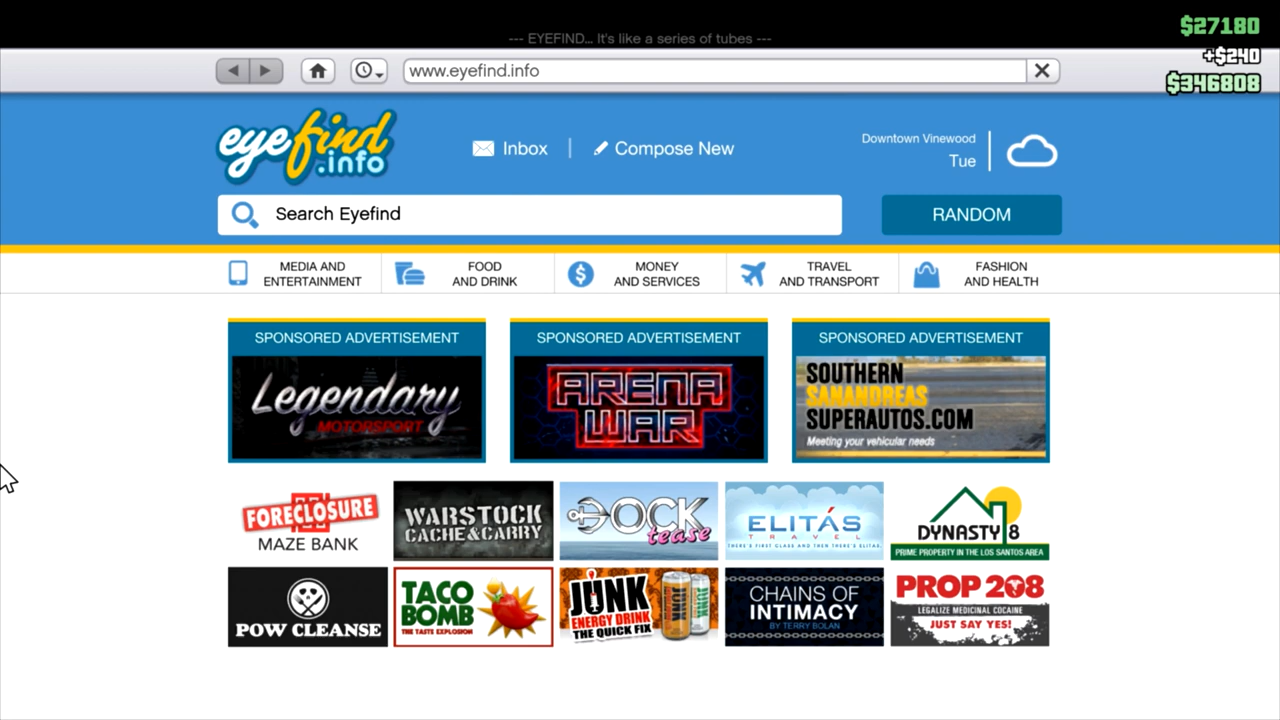 $27180
--- EYEFIND... It's like a series of tubes ---
+$240
www.eyefind.info
$346808
eyefind
.info
Inbox
Compose New
Downtown Vinewood
Tue
Search Eyefind
RANDOM
MEDIA AND
ENTERTAINMENT
FOOD
AND DRINK
MONEY
AND SERVICES
TRAVEL
AND TRANSPORT
FASHION
AND HEALTH
SPONSORED ADVERTISEMENT
Legendary
MOTORSPORT
SPONSORED ADVERTISEMENT
ARENA
WAR
SPONSORED ADVERTISEMENT
SOUTHERN
SANANDREAS
SUPERAUTOS.COM
Meeting your vehicular needs
FORECLOSURE
MAZE BANK
WARSTOCK
CACHE&CARRY
DOCK
tease
ELITÁS
TRAVEL
THERE'S FIRST CLASS AND THEN THERE'S ELITAS.
DYNASTY 8
PRIME PROPERTY IN THE LOS SANTOS AREA
POW CLEANSE
TACO
BOMB
THE TASTE EXPLOSION
JUNK
ENERGY DRINK
THE QUICK FIX
JUNK
JUNK
CHAINS OF
INTIMACY
BY TERRY BOLAN
PROP 208
LEGALIZE MEDICINAL COCAINE
JUST SAY YES!